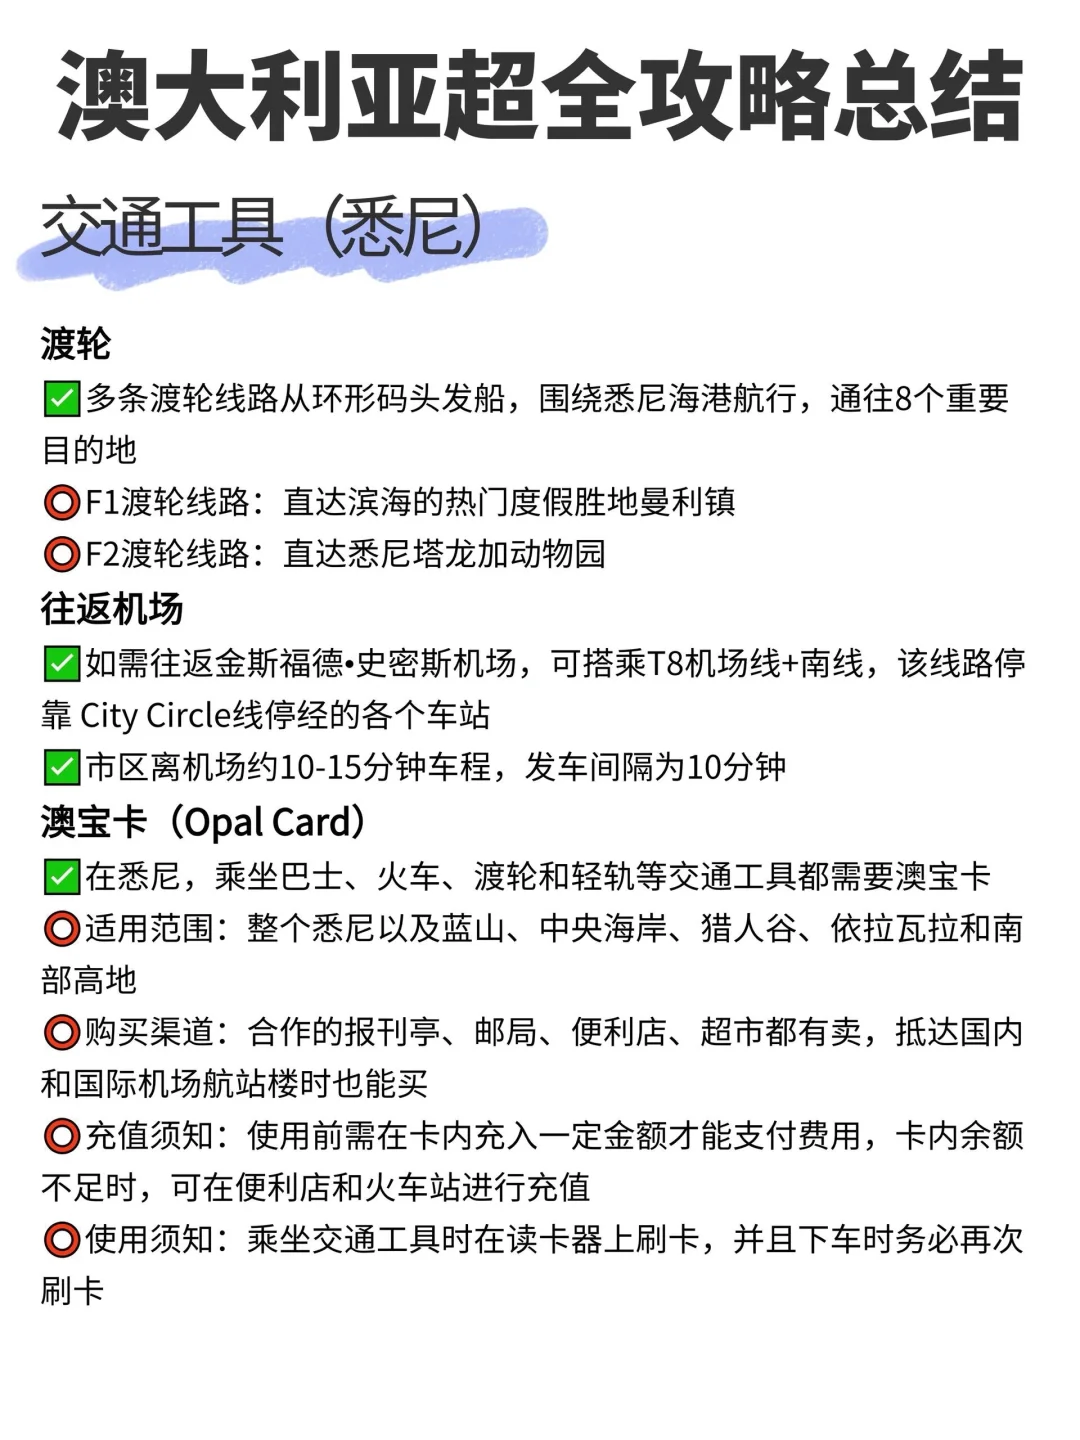 澳大利亚超全攻略总结
交通工具（悉尼）
渡轮
✅多条渡轮线路从环形码头发船，围绕悉尼海港航行，通往8个重要
目的地
⭕F1渡轮线路：直达滨海的热门度假胜地曼利镇
⭕F2渡轮线路：直达悉尼塔龙加动物园
往返机场
✅如需往返金斯福德•史密斯机场，可搭乘T8机场线+南线，该线路停
靠 City Circle线停经的各个车站
✅市区离机场约10-15分钟车程，发车间隔为10分钟
澳宝卡（Opal Card）
✅在悉尼，乘坐巴士、火车、渡轮和轻轨等交通工具都需要澳宝卡
⭕适用范围：整个悉尼以及蓝山、中央海岸、猎人谷、依拉瓦拉和南
部高地
⭕购买渠道：合作的报刊亭、邮局、便利店、超市都有卖，抵达国内
和国际机场航站楼时也能买
⭕充值须知：使用前需在卡内充入一定金额才能支付费用，卡内余额
不足时，可在便利店和火车站进行充值
⭕使用须知：乘坐交通工具时在读卡器上刷卡，并且下车时务必再次
刷卡